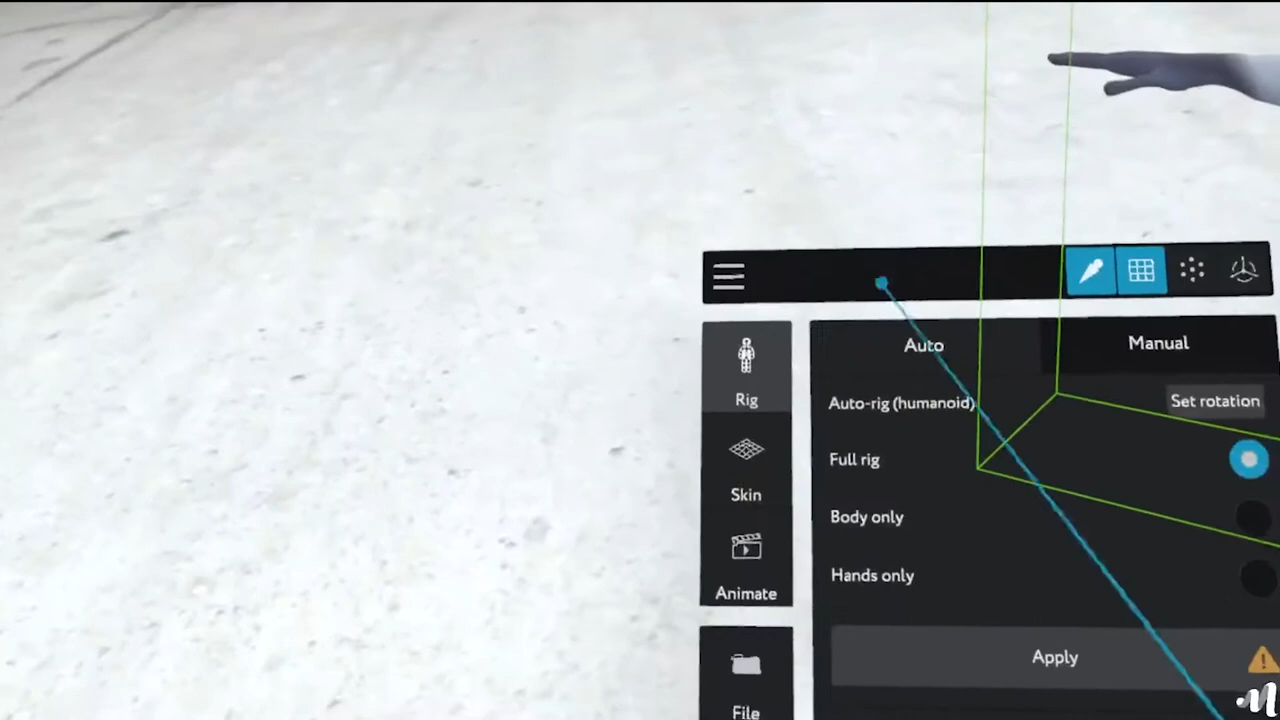 Auto
Manual
Rig
Auto-rig (humanoid)
Set rotation
Full rig
Skin
Body only
Hands only
Animate
Apply
File